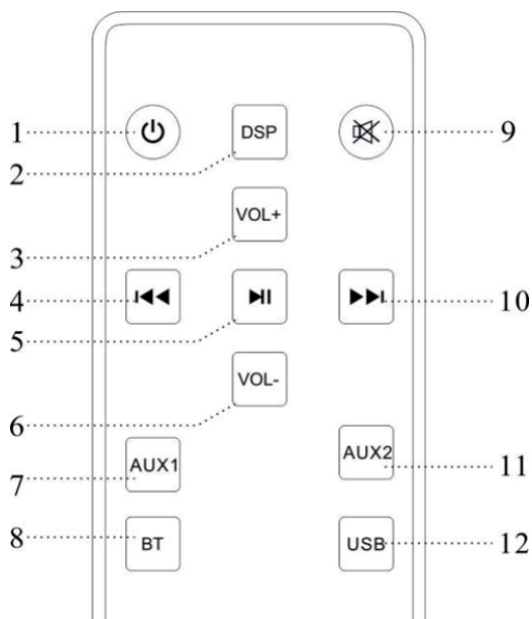 1 DSP 9
2
VOL+
3
4 10
5
VOL-
6
AUX1 AUX2
7 11
8 BT USB 12